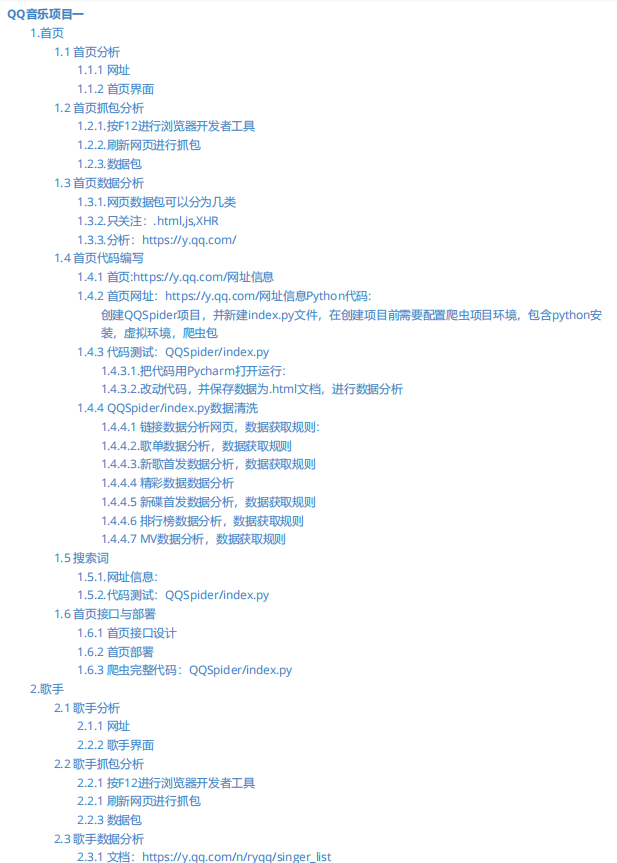 QQ音乐项目一
1.首页
1.1 首页分析
1.1.1 网址
1.1.2 首页界面
1.2 首页抓包分析
1.2.1.按F12进行浏览器开发者工具
1.2.2.刷新网页进行抓包
1.2.3.数据包
1.3 首页数据分析
1.3.1.网页数据包可以分为几类
1.3.2.只关注：.html,js,XHR
1.3.3.分析：https://y.qq.com/
1.4 首页代码编写
1.4.1 首页:https://y.qq.com/网址信息
1.4.2 首页网址：https://y.qq.com/网址信息Python代码:
创建QQSpider项目，并新建index.py文件，在创建项目前需要配置爬虫项目环境，包含python安
装，虚拟环境，爬虫包
1.4.3 代码测试：QQSpider/index.py
1.4.3.1.把代码用Pycharm打开运行:
1.4.3.2.改动代码，并保存数据为.html文档，进行数据分析
1.4.4 QQSpider/index.py数据清洗
1.4.4.1 链接数据分析网页，数据获取规则：
1.4.4.2.歌单数据分析，数据获取规则
1.4.4.3.新歌首发数据分析，数据获取规则
1.4.4.4 精彩数据数据分析
1.4.4.5 新碟首发数据分析，数据获取规则
1.4.4.6 排行榜数据分析，数据获取规则
1.4.4.7 MV数据分析，数据获取规则
1.5 搜索词
1.5.1.网址信息：
1.5.2.代码测试：QQSpider/index.py
1.6 首页接口与部署
1.6.1 首页接口设计
1.6.2 首页部署
1.6.3 爬虫完整代码：QQSpider/index.py
2.歌手
2.1 歌手分析
2.1.1 网址
2.2.2 歌手界面
2.2 歌手抓包分析
2.2.1 按F12进行浏览器开发者工具
2.2.1 刷新网页进行抓包
2.2.3 数据包
2.3 歌手数据分析
2.3.1 文档：https://y.qq.com/n/ryqq/singer_list